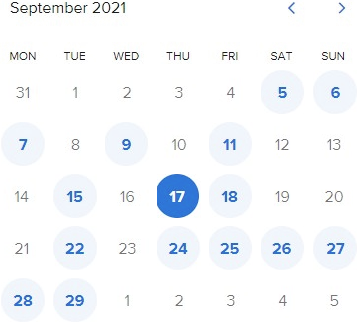 September 2021
MON TUE WED THU FRI SAT SUN
31 1 2 3 4 5 6
7 8 9 10 11 12 13
14 15 16 17 18 19 20
21 22 23 24 25 26 27
28 29 1 2 3 4 5